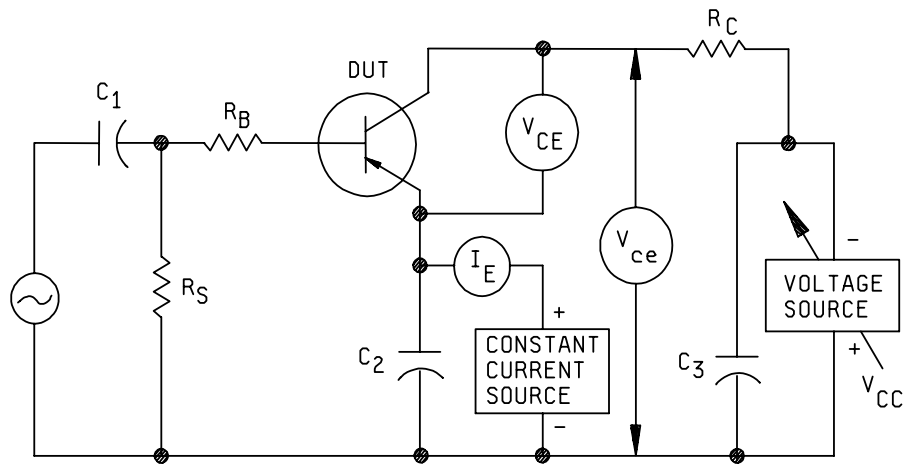 R_C
DUT
C_1
R_B
V_CE
I_E
V_ce
R_S
-
VOLTAGE
SOURCE
+
V_CC
+
CONSTANT
CURRENT
SOURCE
-
C_2
C_3